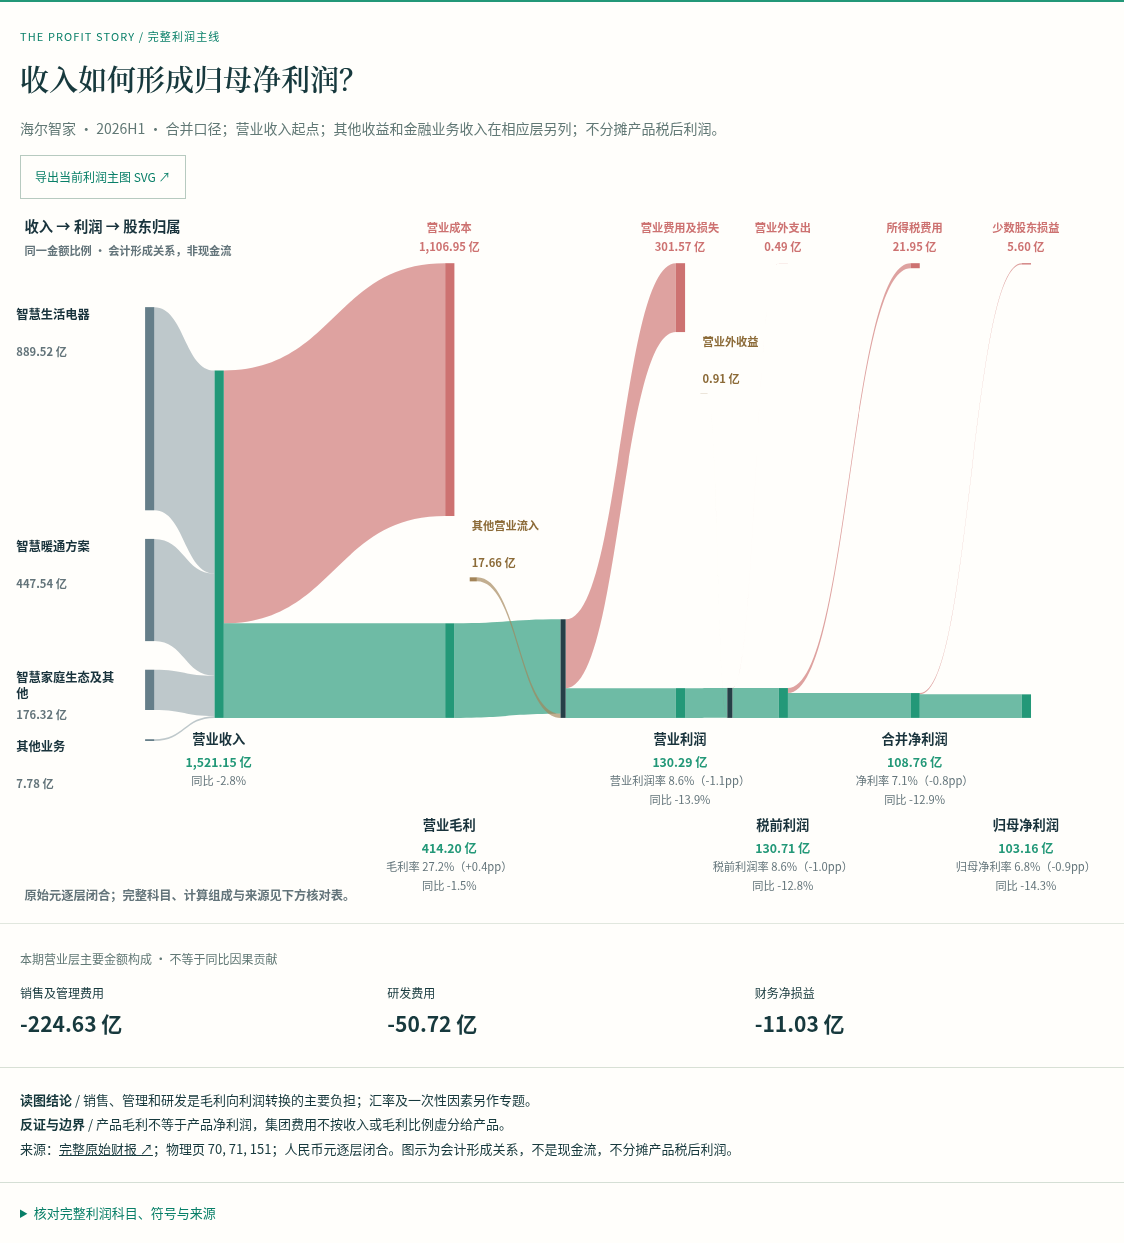 THE PROFIT STORY / 完整利润主线
收入如何形成归母净利润?
海尔智家 · 2026H1 · 合并口径；营业收入起点；其他收益和金融业务收入在相应层另列；不分摊产品税后利润。
导出当前利润主图 SVG ↗
收入 → 利润 → 股东归属
同一金额比例 · 会计形成关系，非现金流
营业成本
1,106.95 亿
营业费用及损失
301.57 亿
营业外支出
0.49 亿
所得税费用
21.95 亿
少数股东损益
5.60 亿
智慧生活电器
889.52 亿
营业外收益
0.91 亿
其他营业流入
17.66 亿
智慧暖通方案
447.54 亿
智慧家庭生态及其
他
176.32 亿
其他业务
7.78 亿
营业收入
1,521.15 亿
同比 -2.8%
营业利润
130.29 亿
营业利润率 8.6%（-1.1pp）
同比 -13.9%
合并净利润
108.76 亿
净利率 7.1%（-0.8pp）
同比 -12.9%
营业毛利
414.20 亿
毛利率 27.2%（+0.4pp）
同比 -1.5%
税前利润
130.71 亿
税前利润率 8.6%（-1.0pp）
同比 -12.8%
归母净利润
103.16 亿
归母净利率 6.8%（-0.9pp）
同比 -14.3%
原始元逐层闭合；完整科目、计算组成与来源见下方核对表。
本期营业层主要金额构成 · 不等于同比因果贡献
销售及管理费用
-224.63 亿
研发费用
-50.72 亿
财务净损益
-11.03 亿
读图结论 / 销售、管理和研发是毛利向利润转换的主要负担；汇率及一次性因素另作专题。
反证与边界 / 产品毛利不等于产品净利润，集团费用不按收入或毛利比例虚分给产品。
来源：完整原始财报 ↗；物理页 70, 71, 151；人民币元逐层闭合。图示为会计形成关系，不是现金流，不分摊产品税后利润。
▶ 核对完整利润科目、符号与来源